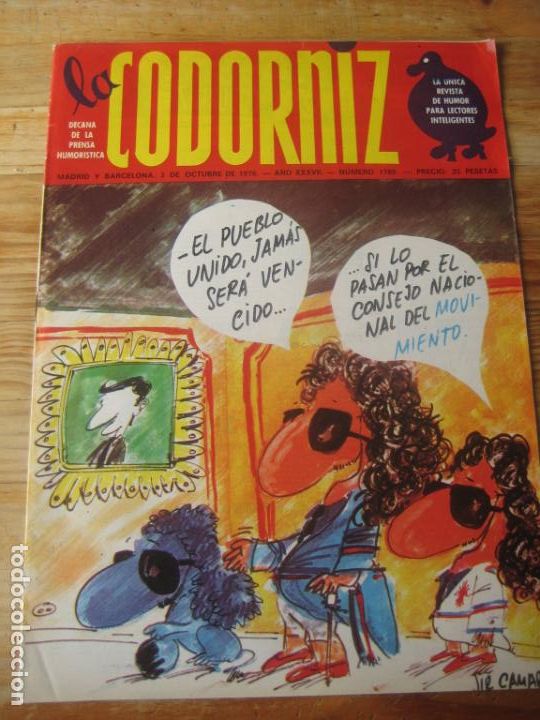 la CODORNIZ
DECANA
DE LA
PRENSA
HUMORISTICA
LA UNICA
REVISTA
DE HUMOR
PARA LECTORES
INTELIGENTES
MADRID Y BARCELONA, 3 DE OCTUBRE DE 1976. — AÑO XXXVII. — NUMERO 1785. — PRECIO: 35 PESETAS
-EL PUEBLO
UNIDO, JAMÁS
SERÁ VEN-
CIDO...
...SI LO
PASAN POR EL
CONSEJO NACIO-
NAL DEL MOVI-
MIENTO.
todocoleccion